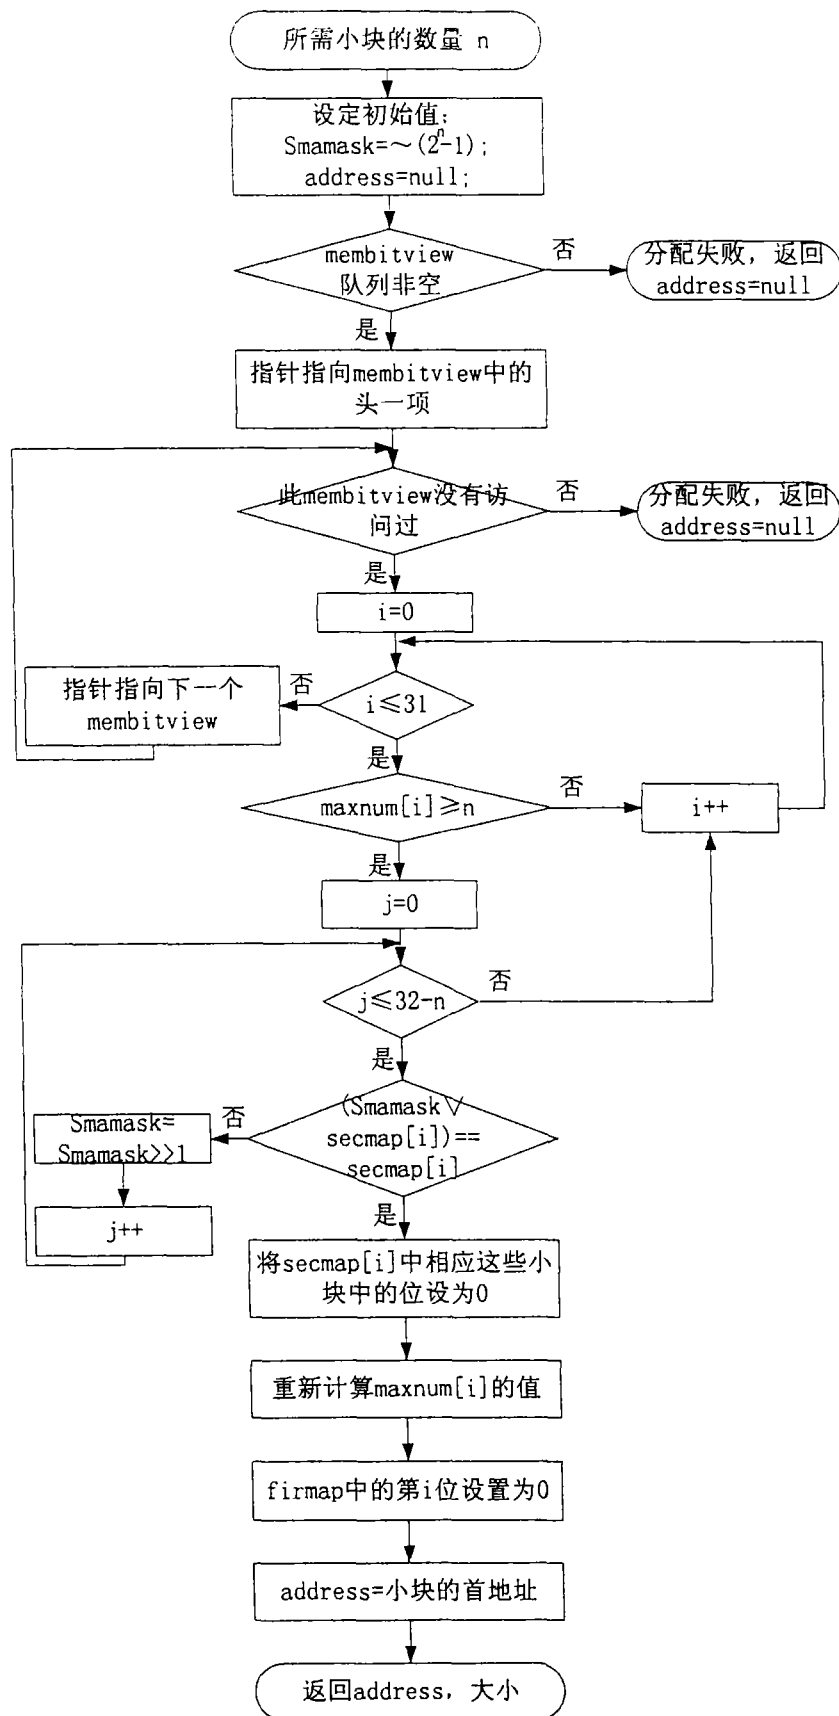 所需小块的数量 n
设定初始值：
Smamask=～(2^n-1);
address=null;
membitview
队列非空
否
分配失败，返回
address=null
是
指针指向membitview中的
头一项
此membitview没有访
问过
否
分配失败，返回
address=null
是
i=0
指针指向下一个
membitview
否
i≤31
是
maxnum[i]≥n
否
i++
是
j=0
j≤32-n
否
是
Smamask=
Smamask>>1
否
(Smamask∨
secmap[i])==
secmap[i]
j++
是
将secmap[i]中相应这些小
块中的位设为0
重新计算maxnum[i]的值
firmap中的第i位设置为0
address=小块的首地址
返回address，大小